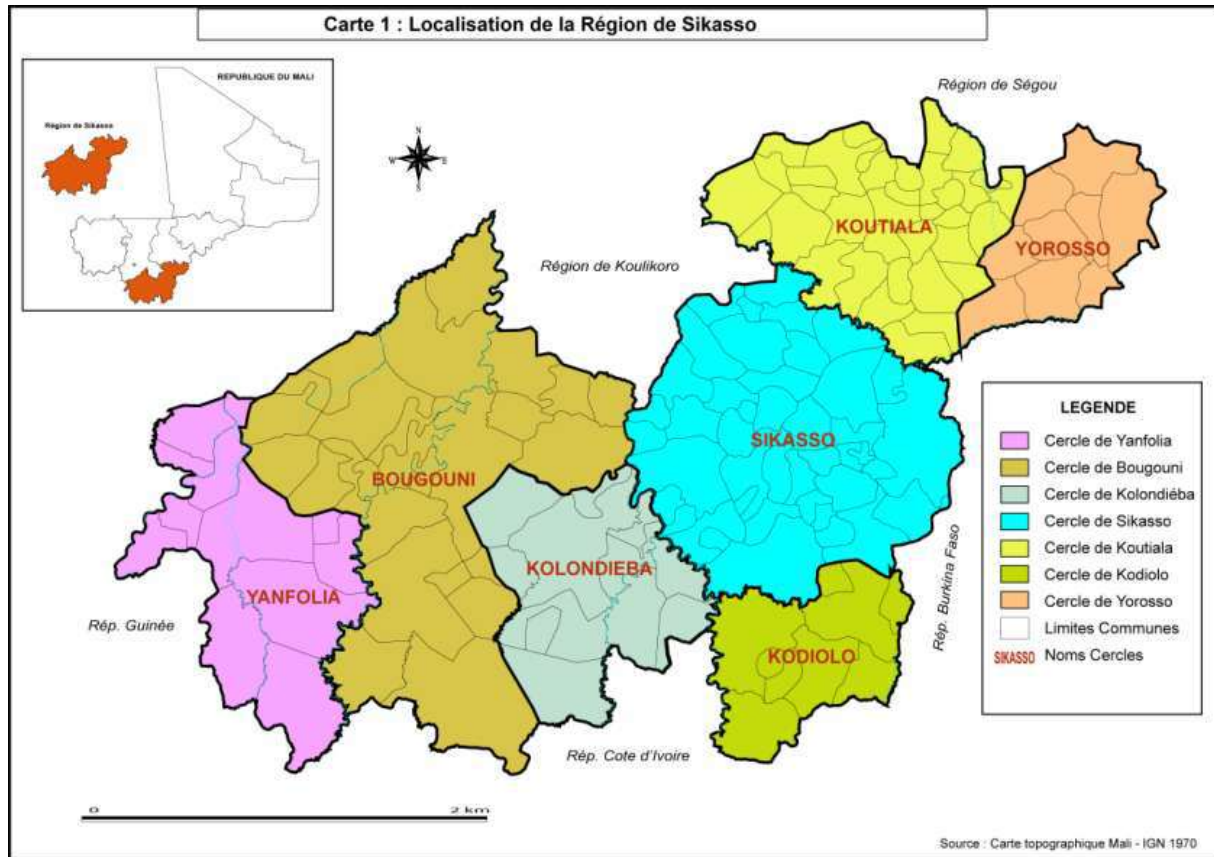 Carte 1 : Localisation de la Région de Sikasso
REPUBLIQUE DU MALI
Région de Sikasso
N
W
E
S
Région de Ségou
Région de Koulikoro
KOUTIALA
YOROSSO
SIKASSO
BOUGOUNI
KOLONDIEBA
YANFOLIA
KODIOLO
Rép. Guinée
Rép. Burkina Faso
Rép. Cote d'Ivoire
LEGENDE
Cercle de Yanfolia
Cercle de Bougouni
Cercle de Kolondiéba
Cercle de Sikasso
Cercle de Koutiala
Cercle de Kodiolo
Cercle de Yorosso
Limites Communes
SIKASSO Noms Cercles
0 2 km
Source : Carte topographique Mali - IGN 1970